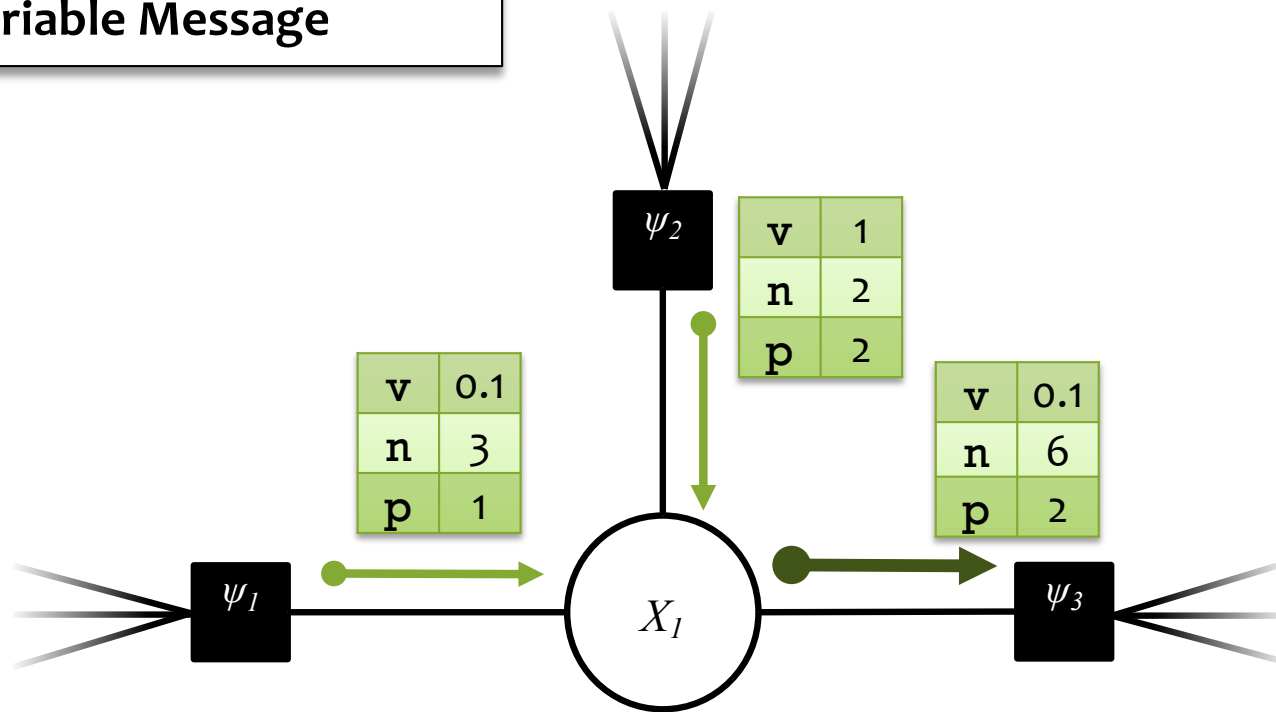 riable Message
ψ2
v 1
n 2
p 2
v 0.1
n 3
p 1
v 0.1
n 6
p 2
ψ1
X1
ψ3